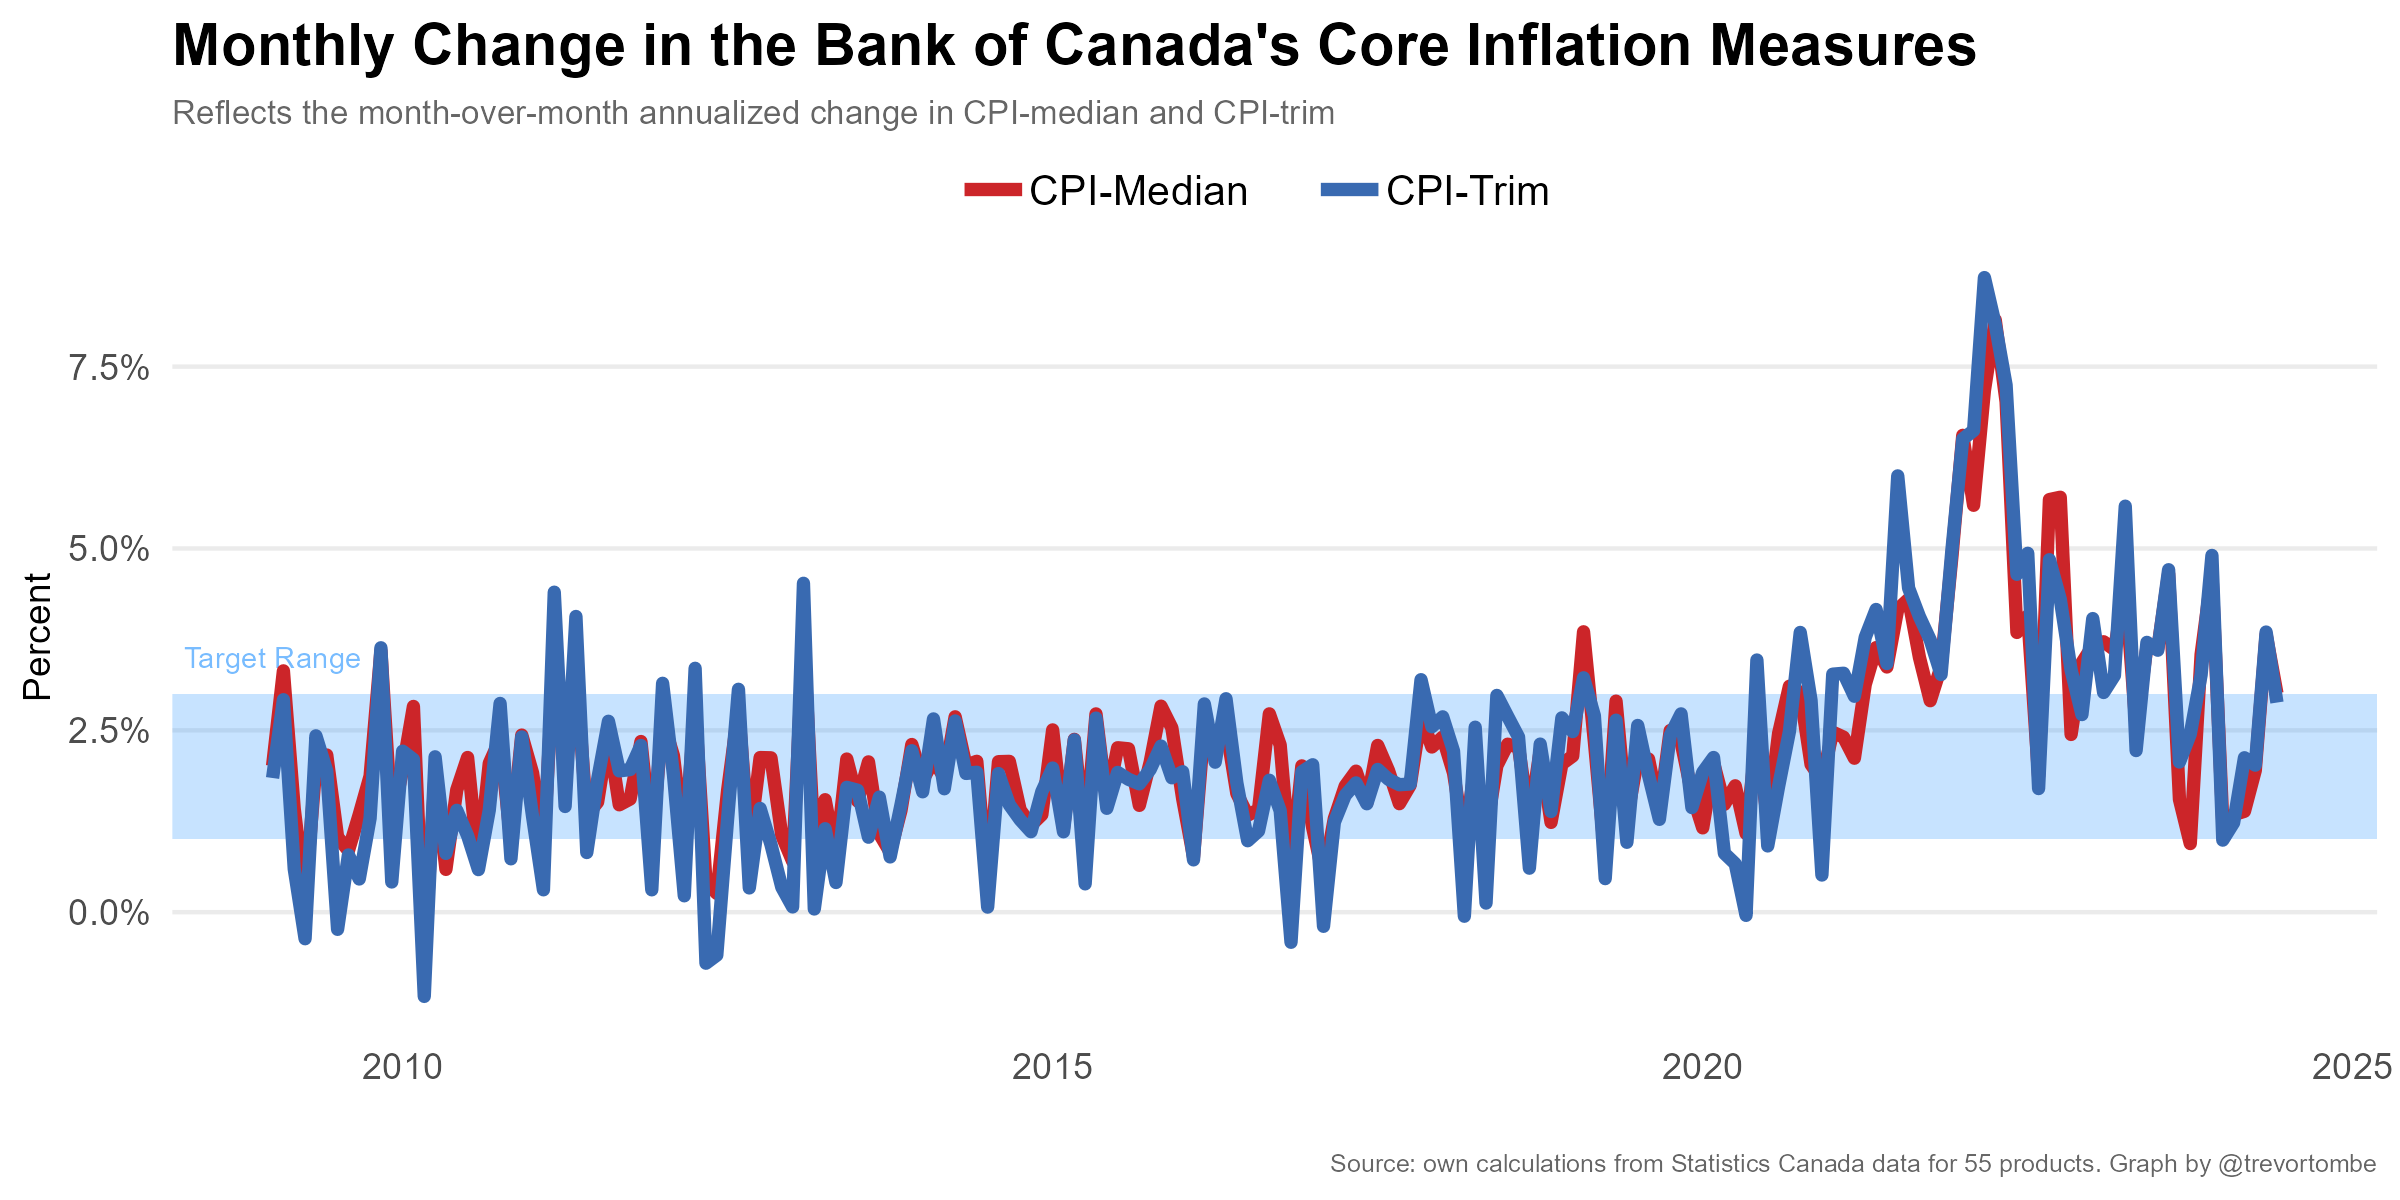 Monthly Change in the Bank of Canada's Core Inflation Measures
Reflects the month-over-month annualized change in CPI-median and CPI-trim
CPI-Median CPI-Trim
Percent
7.5%
5.0%
Target Range
2.5%
0.0%
2010 2015 2020 2025
Source: own calculations from Statistics Canada data for 55 products. Graph by @trevortombe